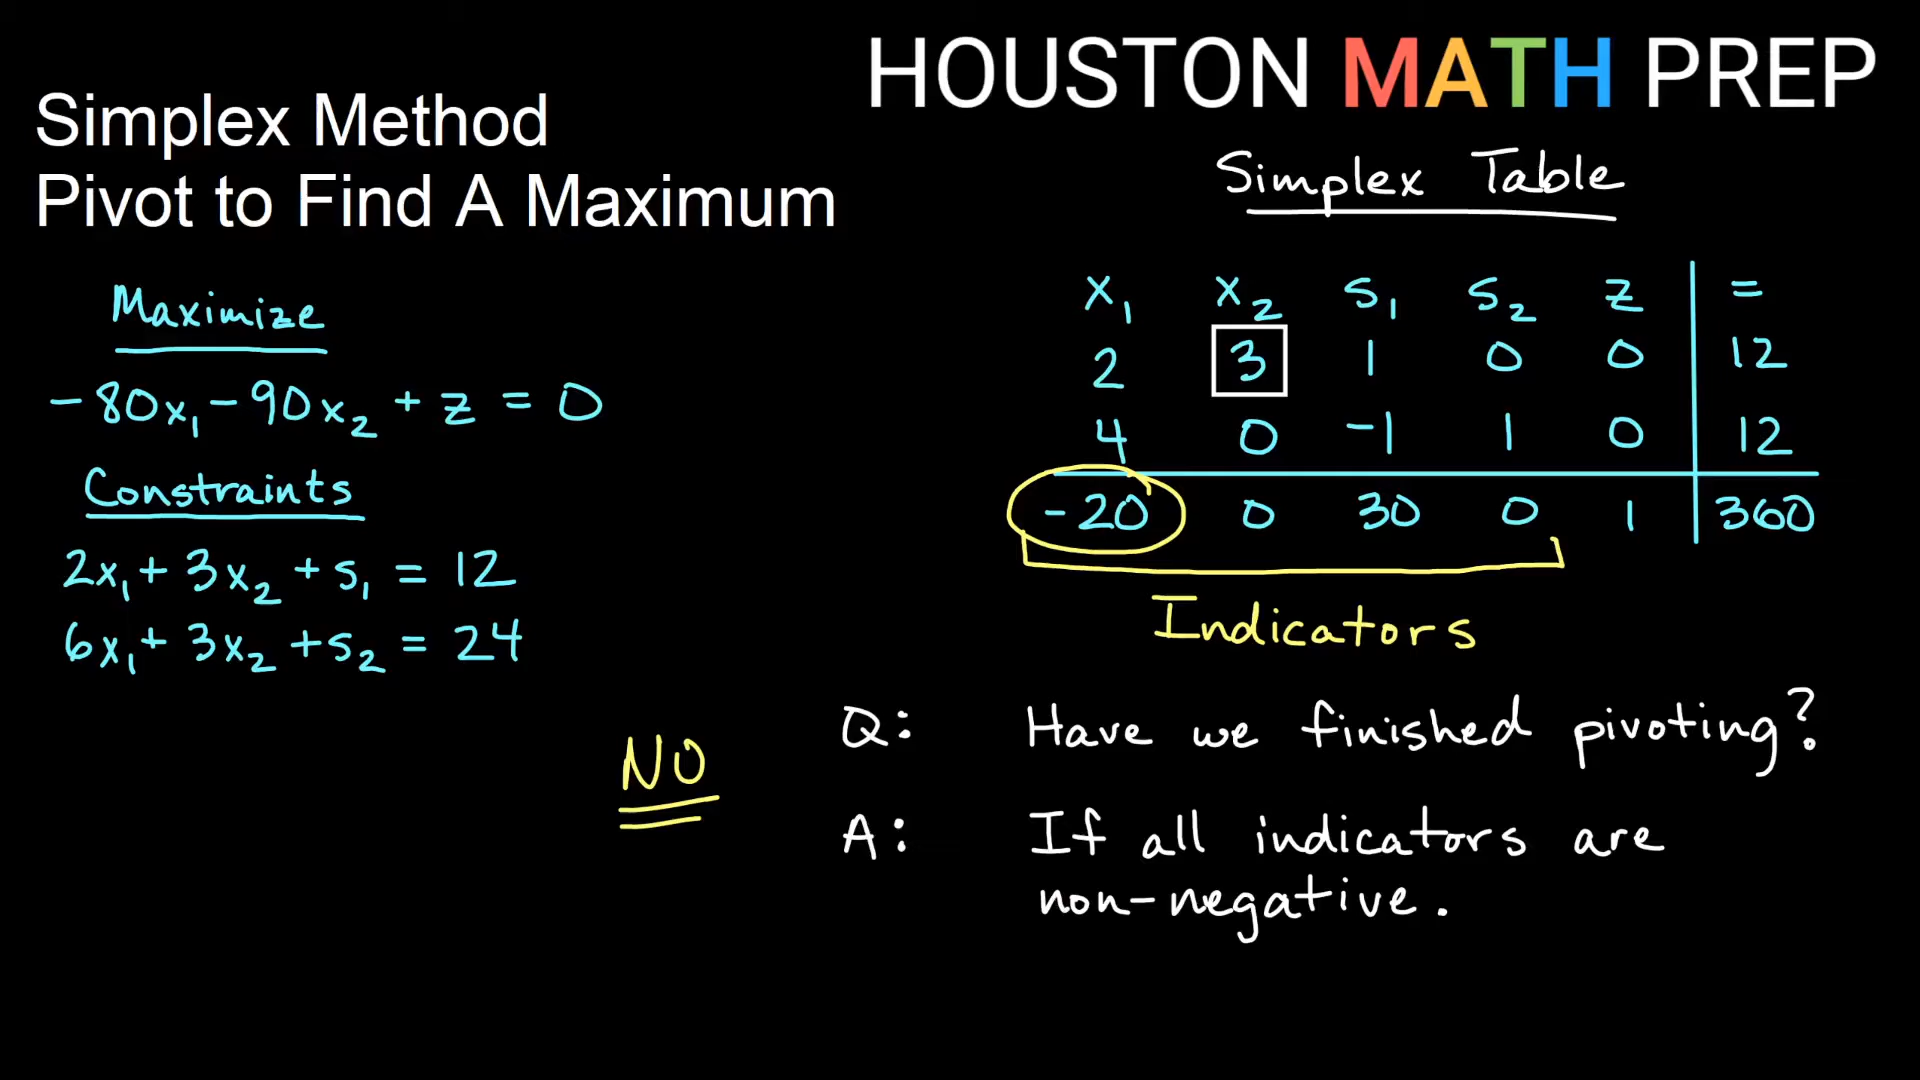 HOUSTON MATH PREP
Simplex Method
Pivot to Find A Maximum
Maximize
-80x₁ - 90x₂ + z = 0
Constraints
2x₁ + 3x₂ + s₁ = 12
6x₁ + 3x₂ + s₂ = 24
Simplex Table
x₁ x₂ s₁ s₂ z =
2 3 1 0 0 12
4 0 -1 1 0 12
-20 0 30 0 1 360
Indicators
Q: Have we finished pivoting?
NO
A: If all indicators are
non-negative.